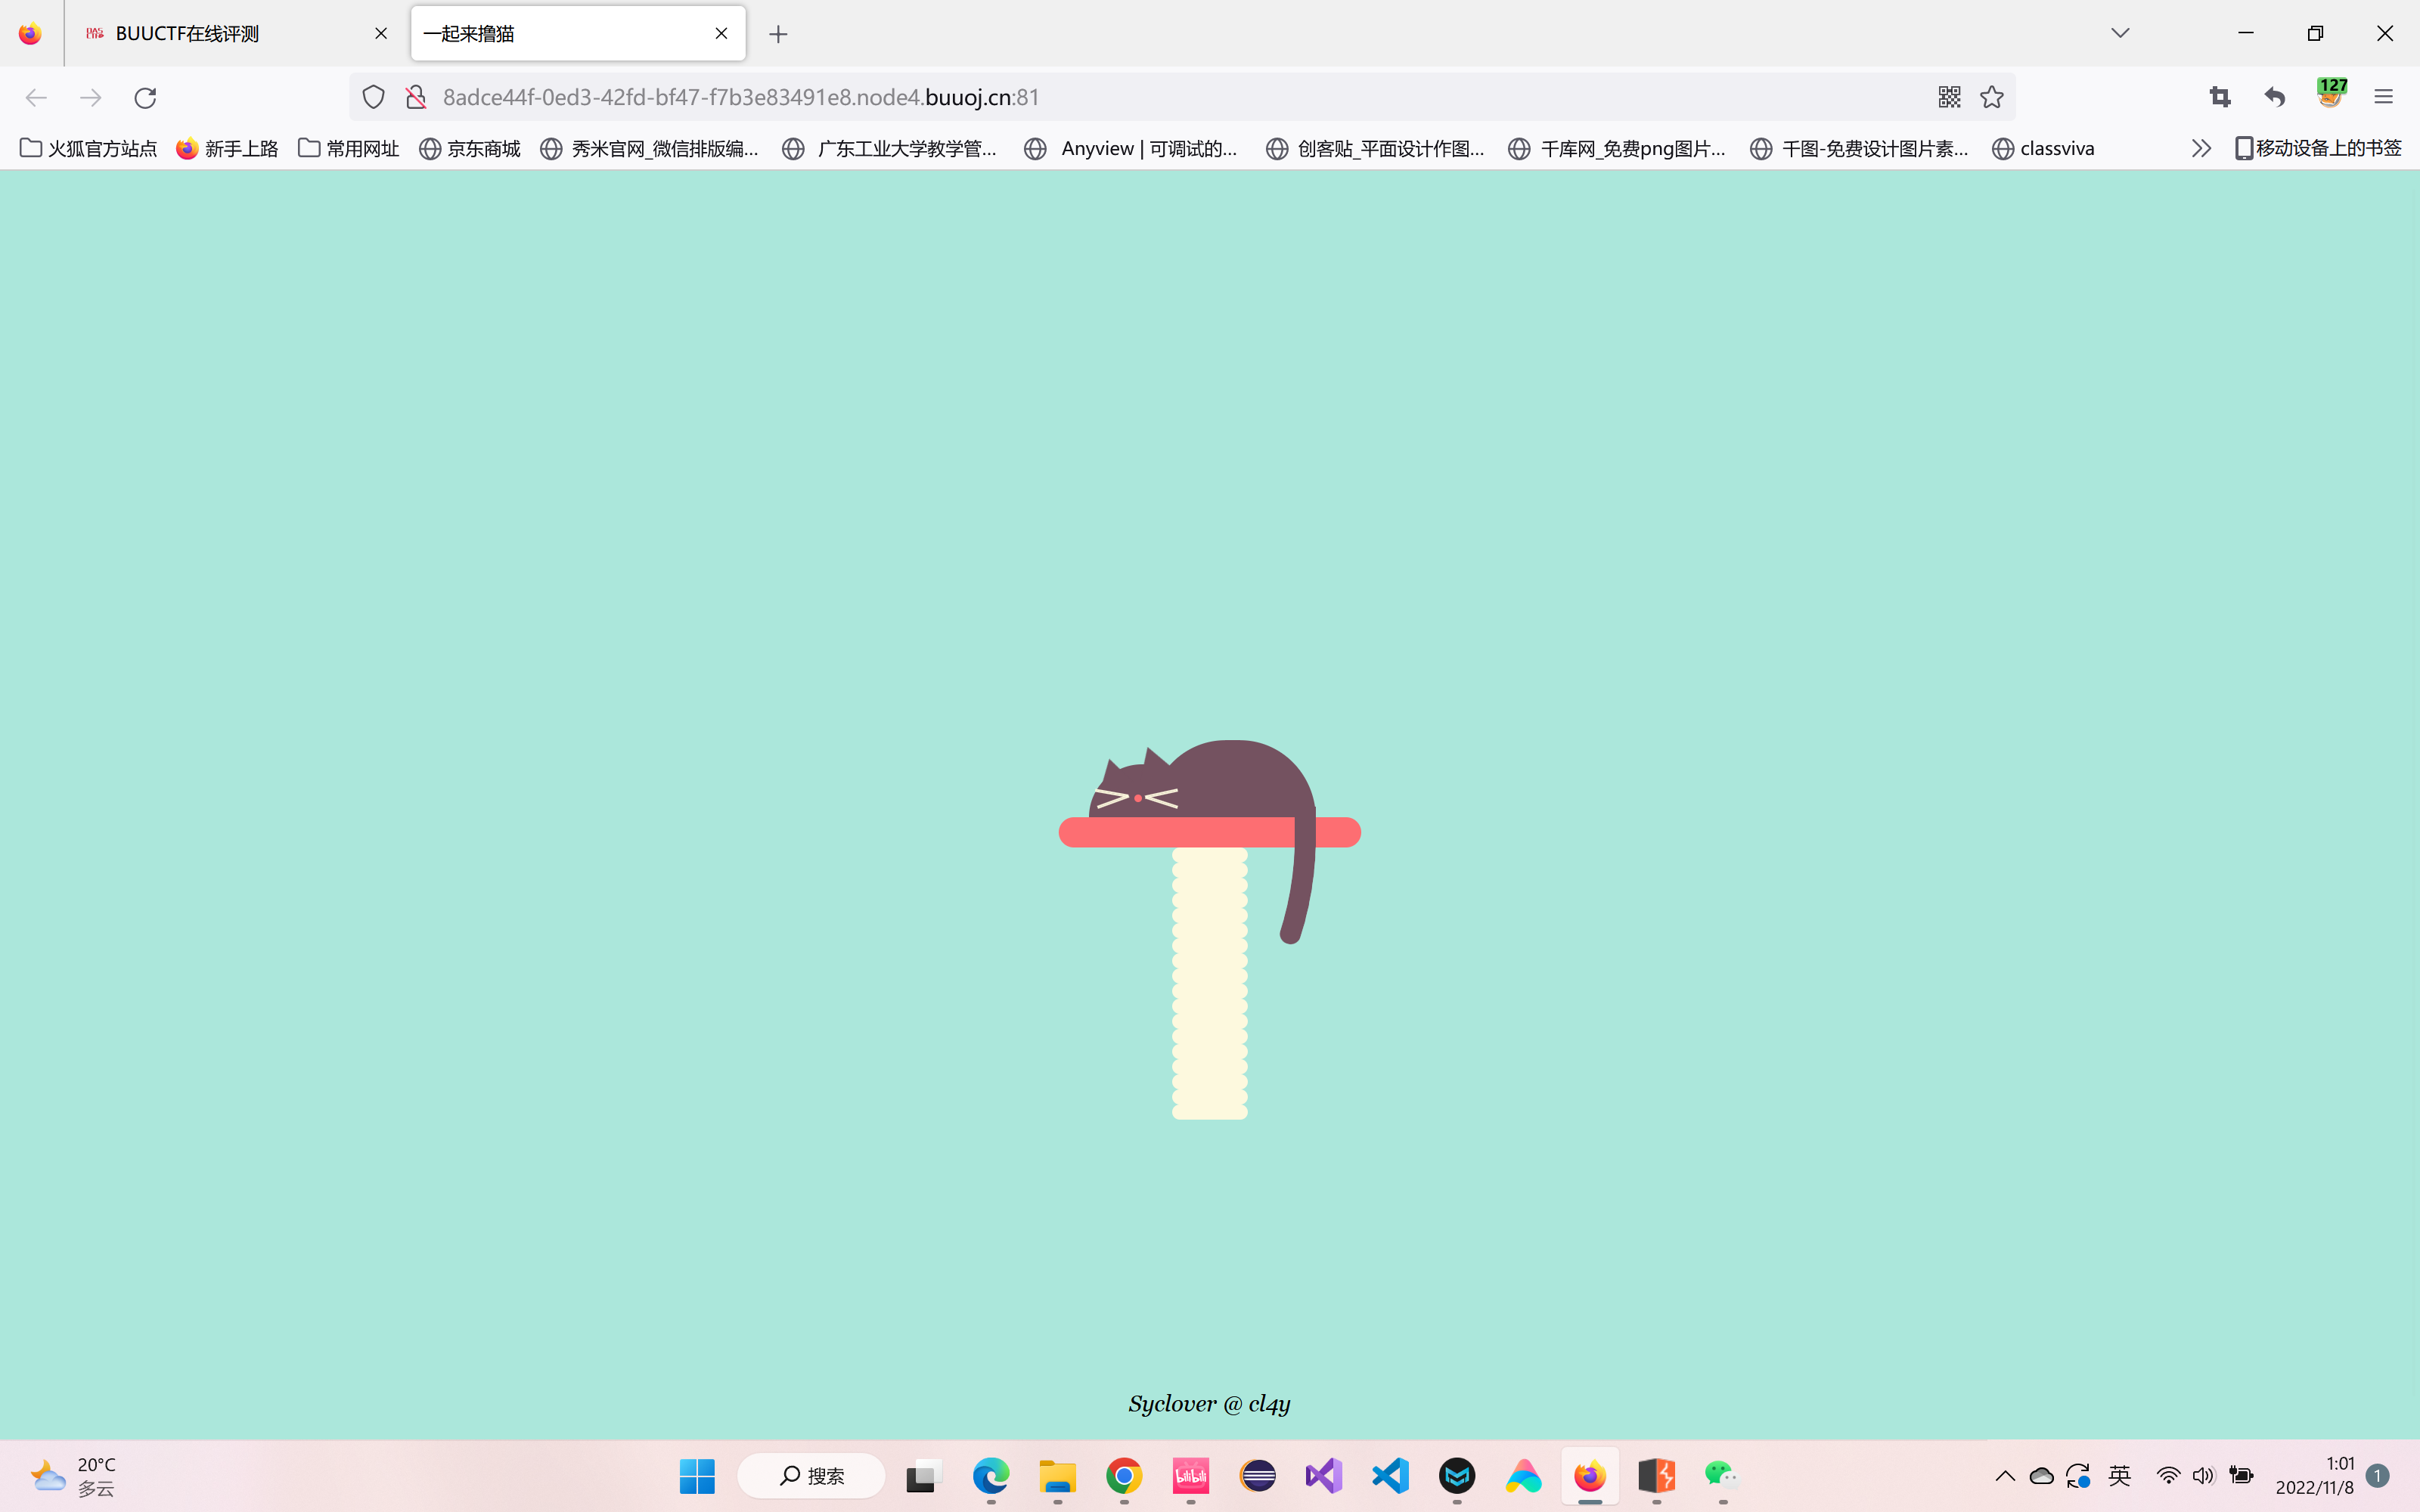 BUUCTF在线评测
一起来撸猫
8adce44f-0ed3-42fd-bf47-f7b3e83491e8.node4.buuoj.cn:81
127
火狐官方站点
新手上路
常用网址
京东商城
秀米官网_微信排版编...
广东工业大学教学管...
Anyview | 可调试的...
创客贴_平面设计作图...
千库网_免费png图片...
千图-免费设计图片素...
classviva
移动设备上的书签
Syclover @ cl4y
20°C
多云
搜索
bilibili
英
1:01
2022/11/8
1